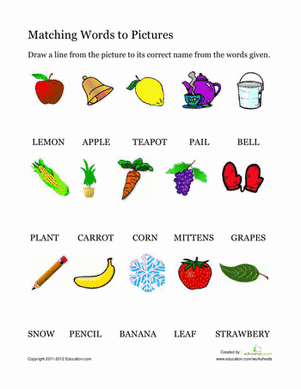 Matching Words to Pictures
Draw a line from the picture to its correct name from the words given.
LEMON APPLE TEAPOT PAIL BELL
PLANT CARROT CORN MITTENS GRAPES
SNOW PENCIL BANANA LEAF STRAWBERY
Created by :
education.com
Copyright 2011-2012 Education.com
www.education.com/worksheets